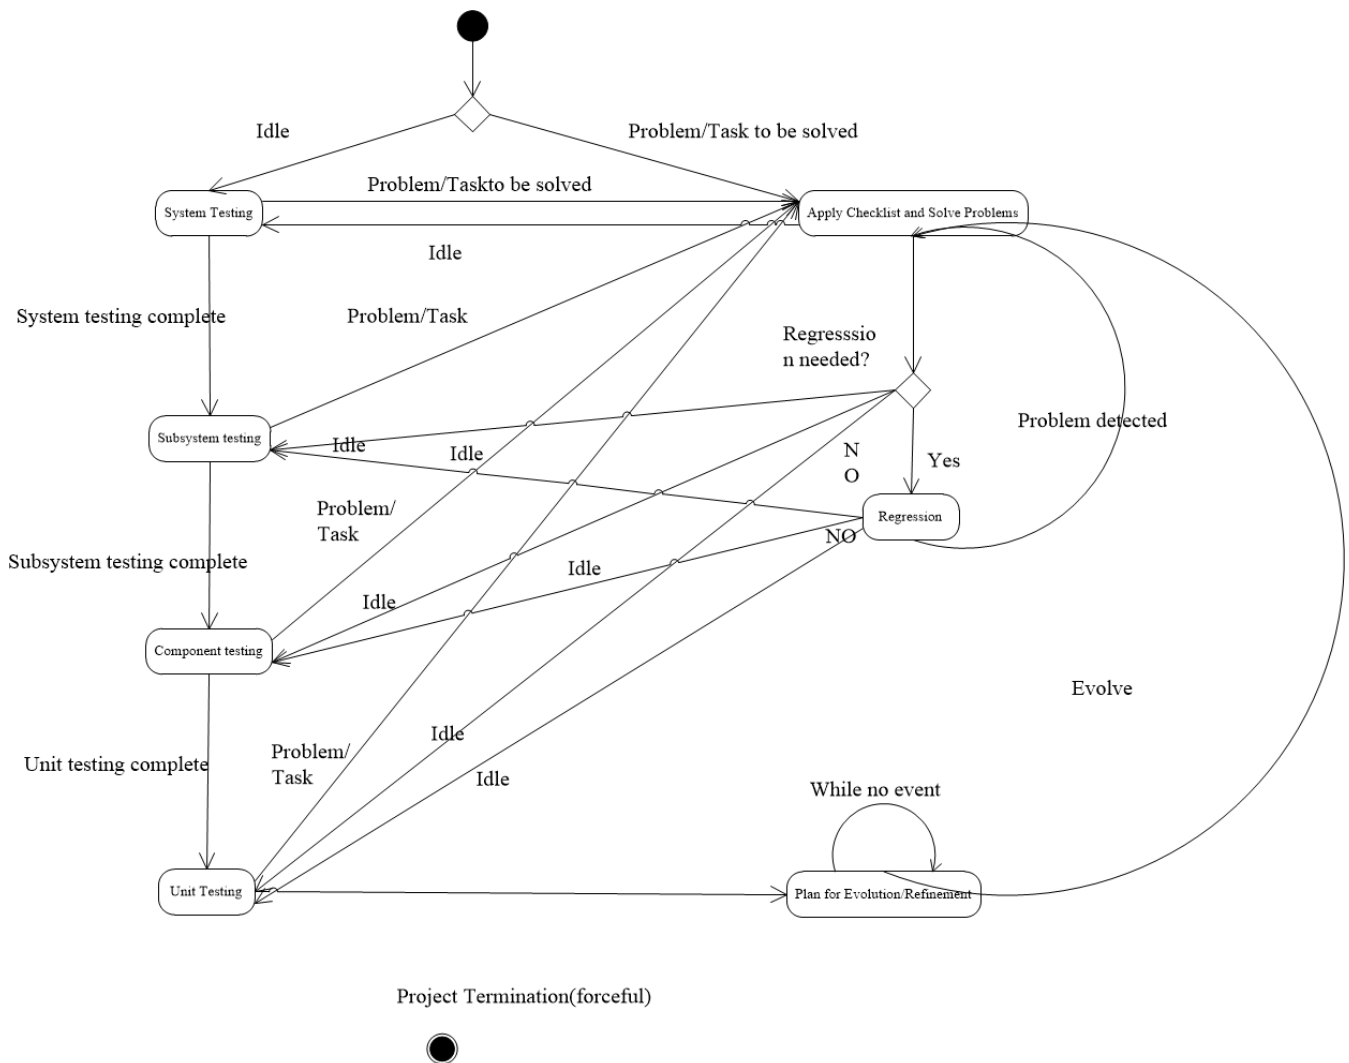 Idle
Problem/Task to be solved
Problem/Taskto be solved
System Testing
Apply Checklist and Solve Problems
Idle
System testing complete
Problem/Task
Regresssio
n needed?
Problem detected
Subsystem testing
Idle
Idle
N
O
Yes
Problem/
Task
Regression
NO
Subsystem testing complete
Idle
Idle
Component testing
Evolve
Idle
Problem/
Task
Unit testing complete
Idle
While no event
Unit Testing
Plan for Evolution/Refinement
Project Termination(forceful)